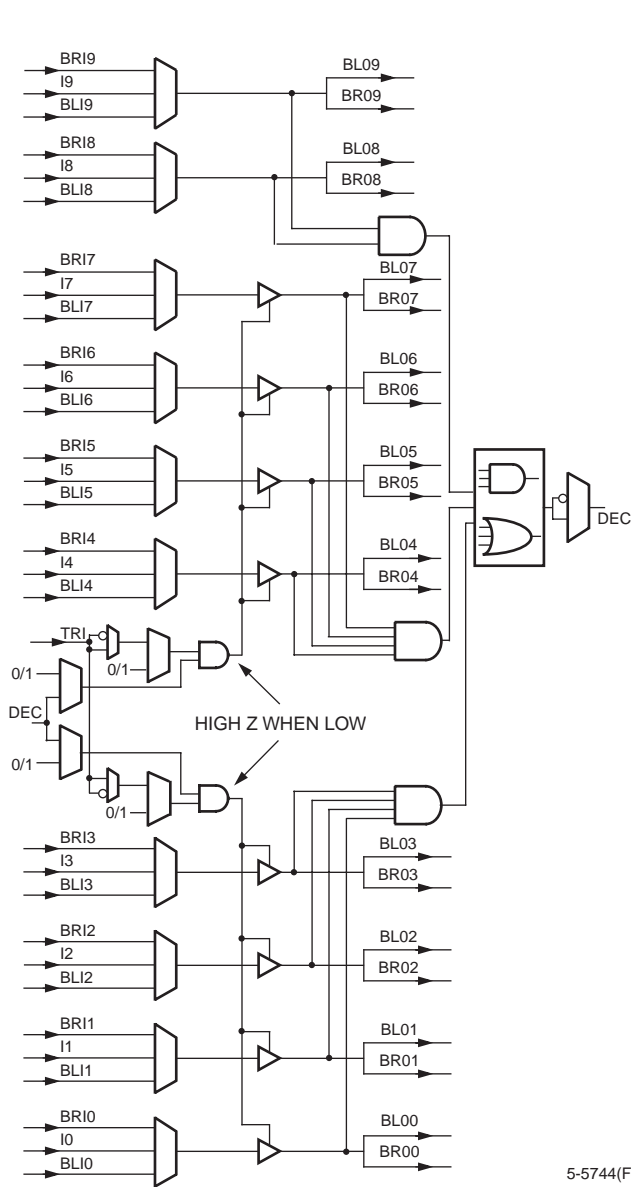 BRI9
I9
BLI9
BL09
BR09
BRI8
I8
BLI8
BL08
BR08
BRI7
I7
BLI7
BL07
BR07
BRI6
I6
BLI6
BL06
BR06
BRI5
I5
BLI5
BL05
BR05
DEC
BRI4
I4
BLI4
BL04
BR04
TRI
0/1
0/1
DEC
HIGH Z WHEN LOW
0/1
0/1
BRI3
I3
BLI3
BL03
BR03
BRI2
I2
BLI2
BL02
BR02
BRI1
I1
BLI1
BL01
BR01
BRI0
I0
BLI0
BL00
BR00
5-5744(F